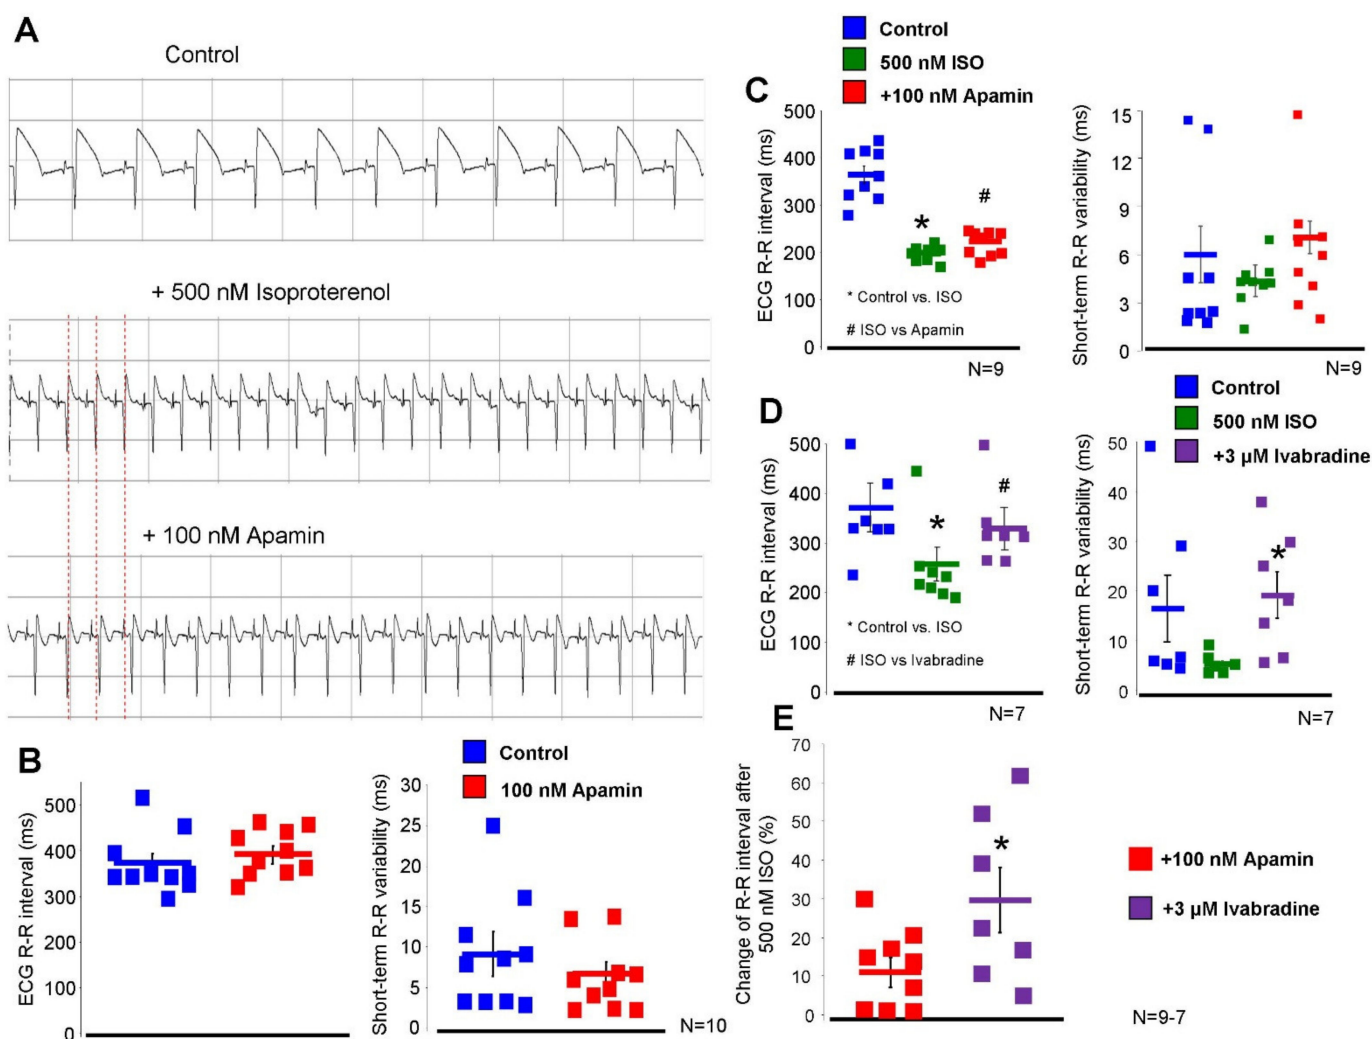 A
Control
+ 500 nM Isoproterenol
+ 100 nM Apamin
B
ECG R-R interval (ms)
500
400
300
200
100
0
Short-term R-R variability (ms)
30
25
20
15
10
5
0
Control
100 nM Apamin
N=10
C
Control
500 nM ISO
+100 nM Apamin
ECG R-R interval (ms)
500
400
300
200
100
0
*
#
* Control vs. ISO
# ISO vs Apamin
N=9
Short-term R-R variability (ms)
15
12
9
6
3
0
N=9
D
Control
500 nM ISO
+3 µM Ivabradine
ECG R-R interval (ms)
500
400
300
200
100
0
*
#
* Control vs. ISO
# ISO vs Ivabradine
N=7
Short-term R-R variability (ms)
50
40
30
20
10
0
*
N=7
E
Change of R-R interval after
500 nM ISO (%)
70
60
50
40
30
20
10
0
*
+100 nM Apamin
+3 µM Ivabradine
N=9-7